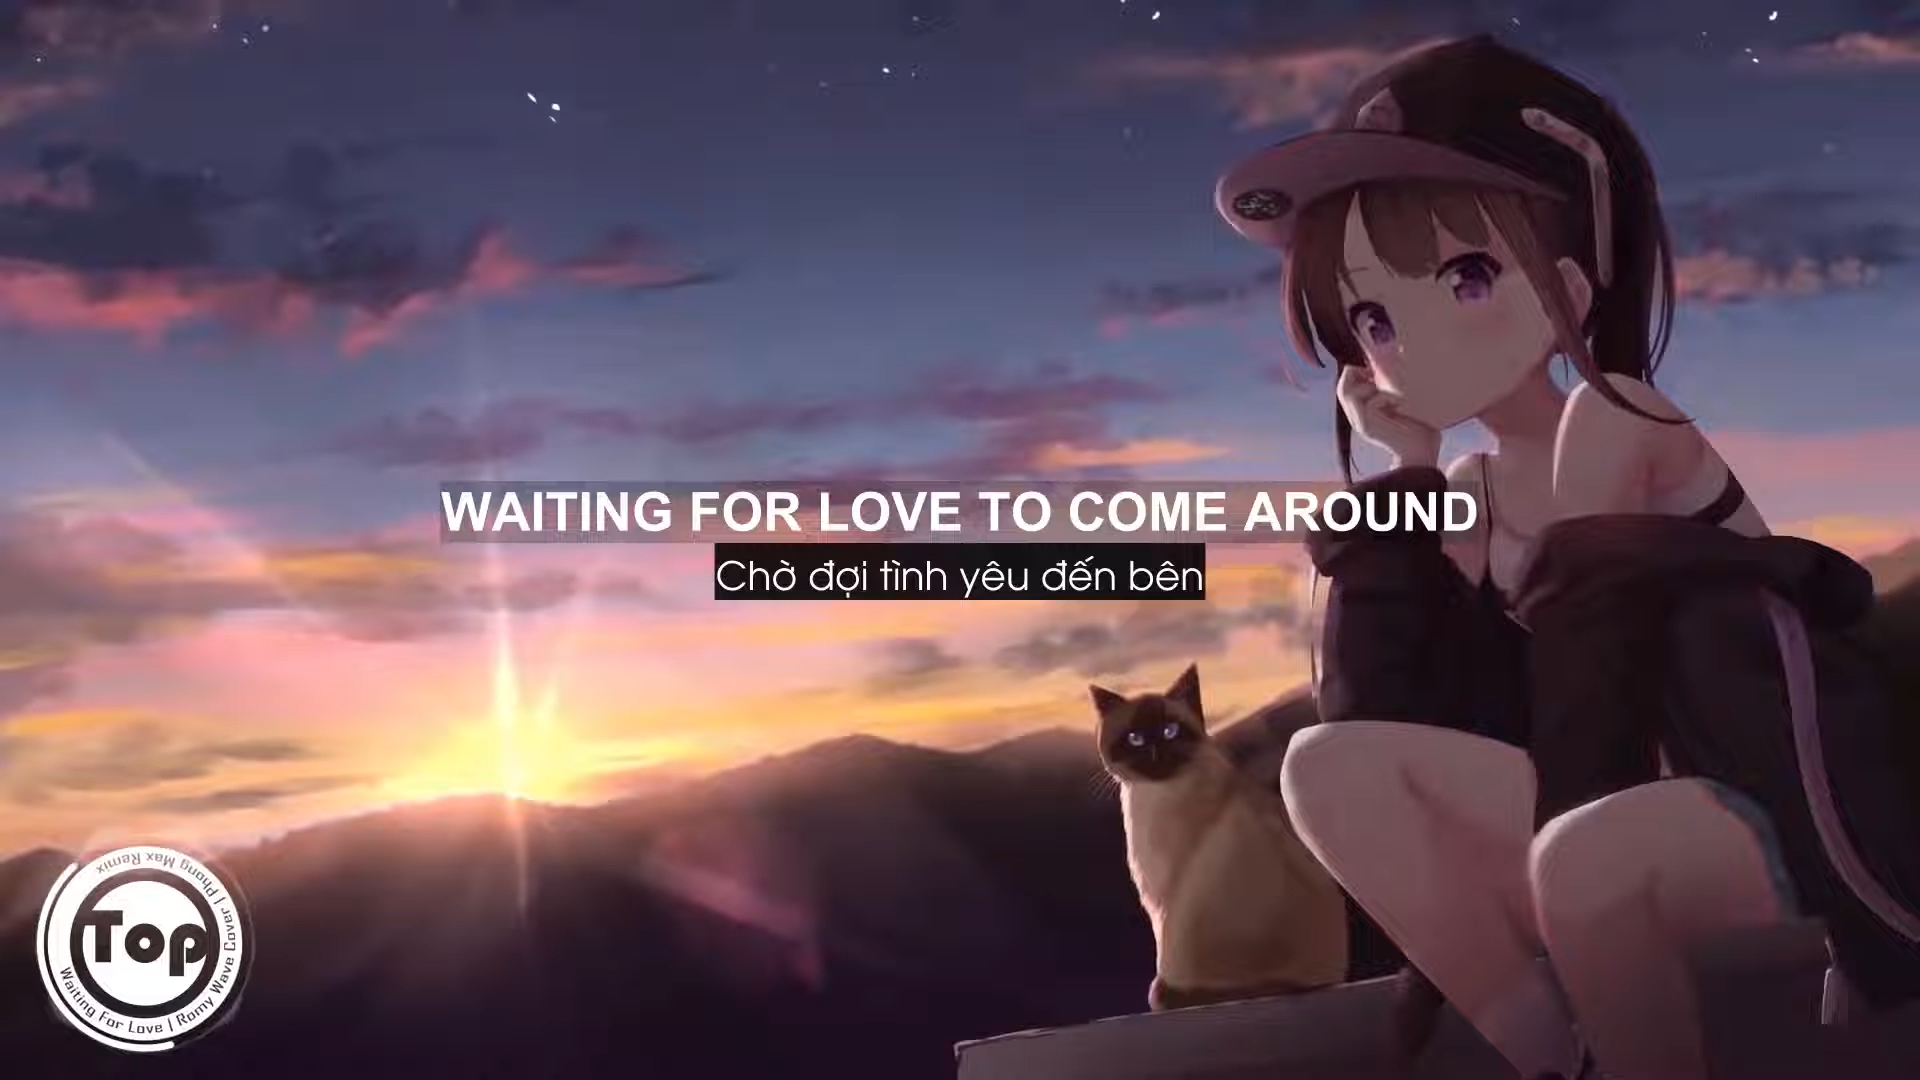 WAITING FOR LOVE TO COME AROUND
Chờ đợi tình yêu đến bên
Top
Waiting For Love | Romy Wave Cover | Phong Max Remix